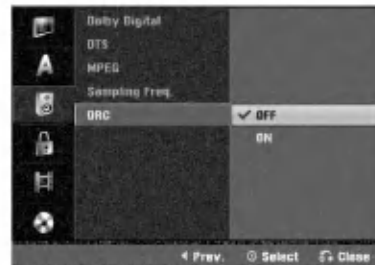 A
Dolby Digital
DTS
MPEG
Sampling Freq.
DRC
✓ OFF
ON
Prev.
Select
Close